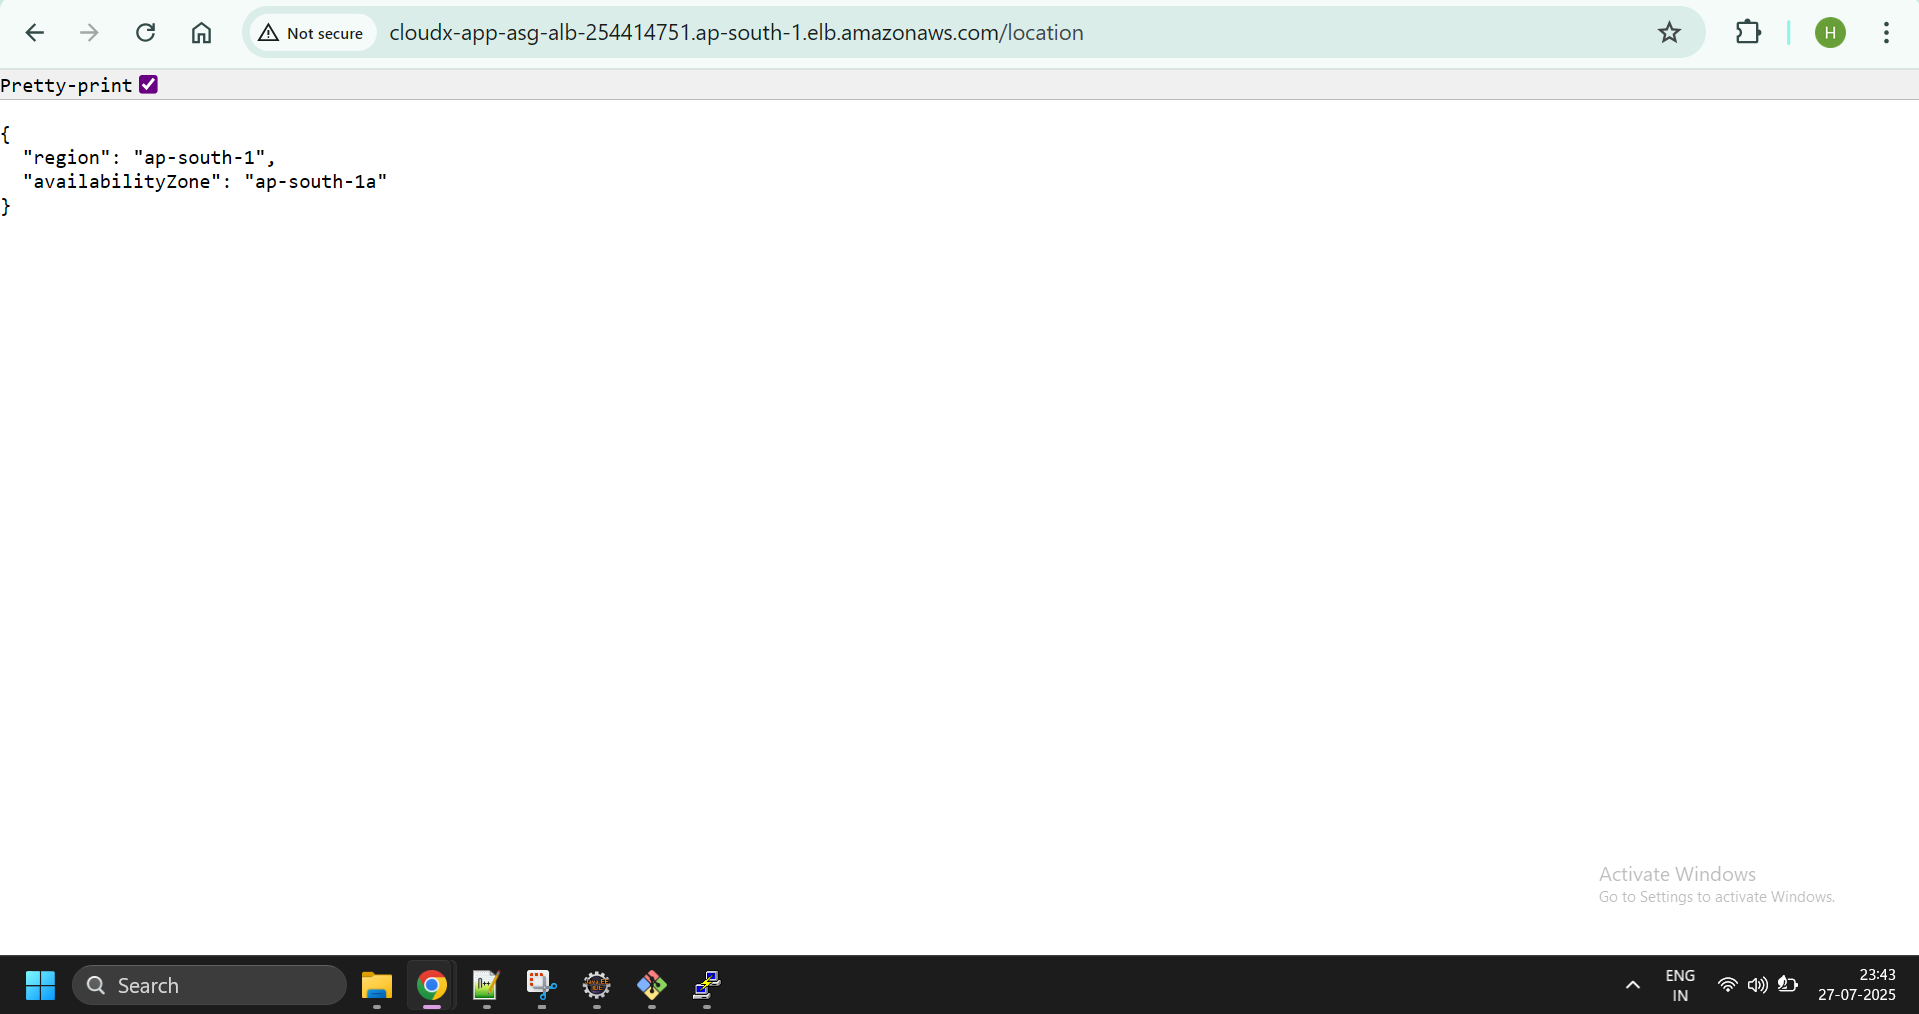 Not secure
cloudx-app-asg-alb-254414751.ap-south-1.elb.amazonaws.com/location
H
Pretty-print
{
"region": "ap-south-1",
"availabilityZone": "ap-south-1a"
}
Activate Windows
Go to Settings to activate Windows.
Search
ENG
IN
23:43
27-07-2025